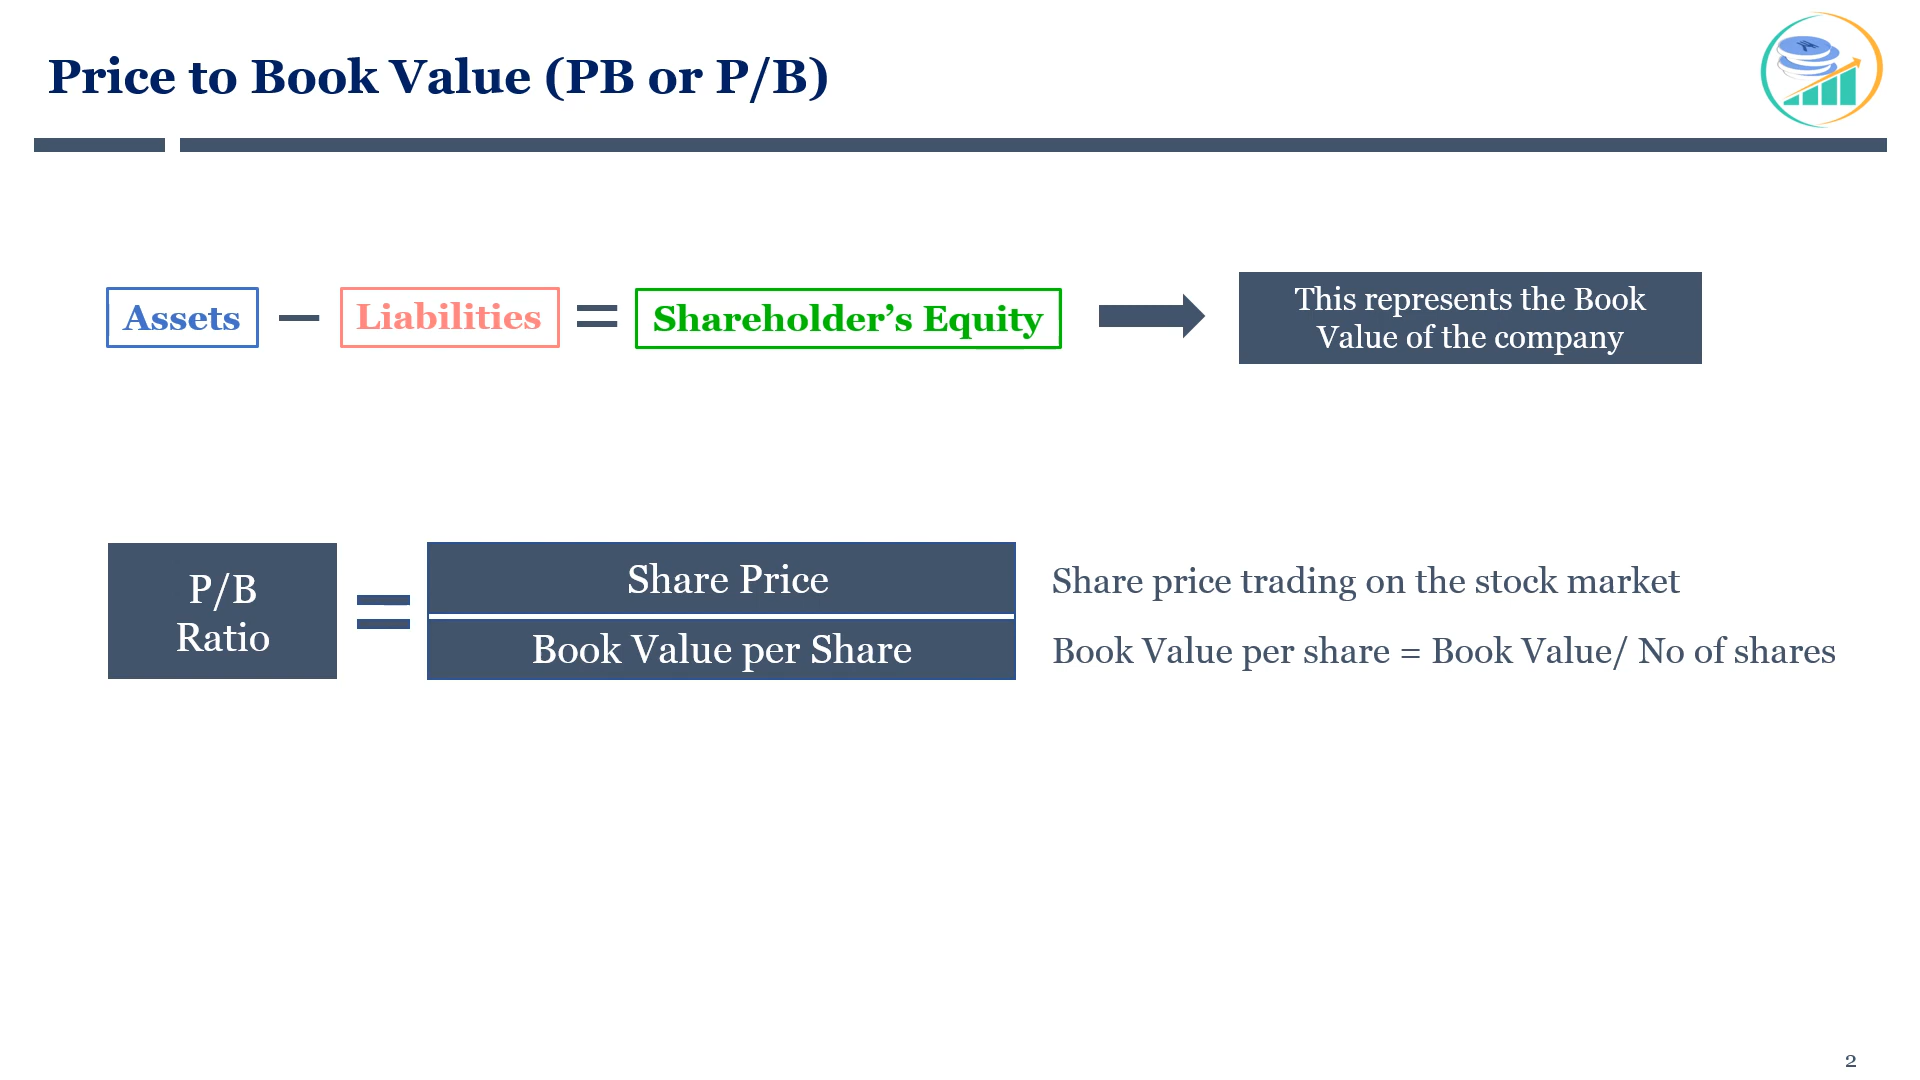 Price to Book Value (PB or P/B)
Assets — Liabilities = Shareholder’s Equity
This represents the Book
Value of the company
P/B
Ratio
=
Share Price
Book Value per Share
Share price trading on the stock market
Book Value per share = Book Value/ No of shares
2